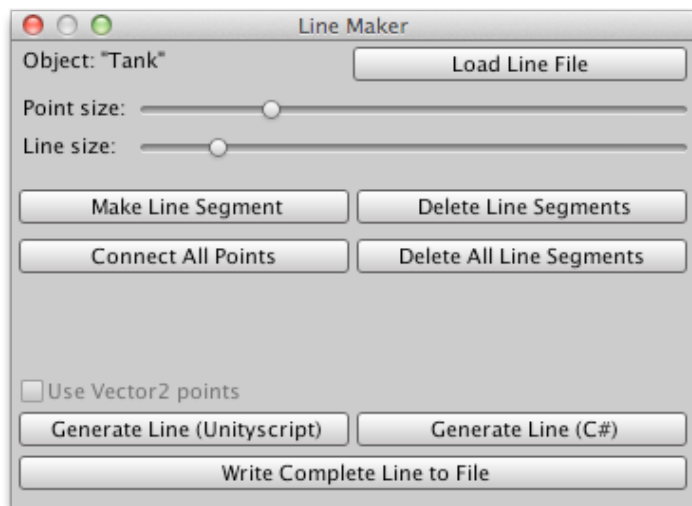 Line Maker
Object: "Tank"
Load Line File
Point size:
Line size:
Make Line Segment
Delete Line Segments
Connect All Points
Delete All Line Segments
Use Vector2 points
Generate Line (Unityscript)
Generate Line (C#)
Write Complete Line to File